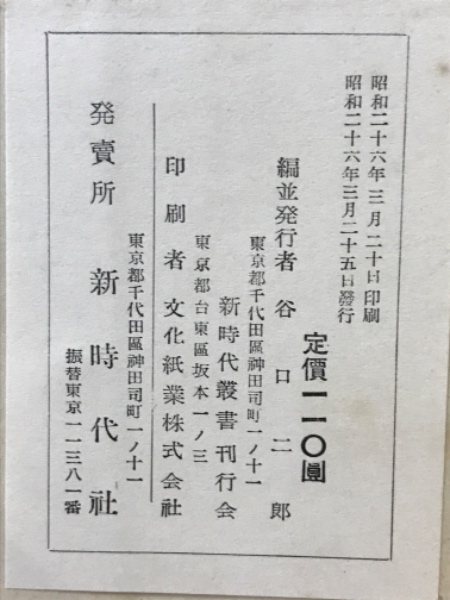 昭和二十六年三月二十日印刷
昭和二十六年三月二十五日發行
定價一一〇圓
編並発行者 谷口二郎
東京都千代田區神田司町一ノ十一
新時代叢書刊行会
東京都台東區坂本一ノ三
印刷者 文化紙業株式会社
東京都千代田區神田司町一ノ十一
発賣所 新時代社
振替東京一一三八一番